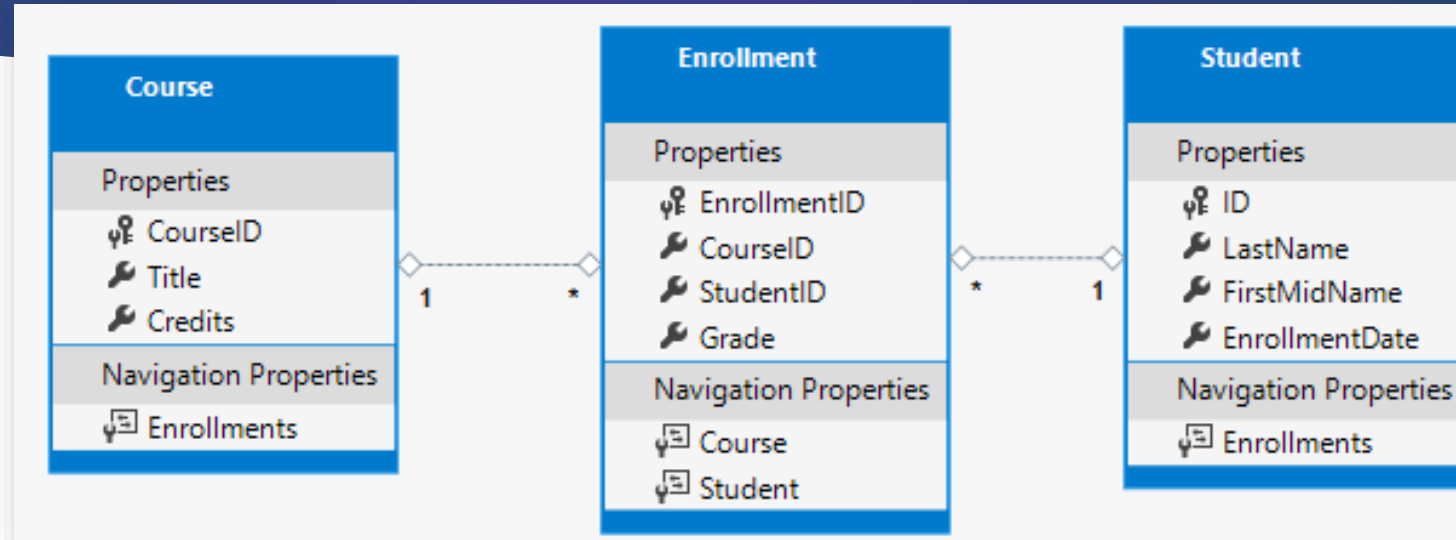 Course
Properties
CourseID
Title
Credits
Navigation Properties
Enrollments
1
*
Enrollment
Properties
EnrollmentID
CourseID
StudentID
Grade
Navigation Properties
Course
Student
*
1
Student
Properties
ID
LastName
FirstMidName
EnrollmentDate
Navigation Properties
Enrollments